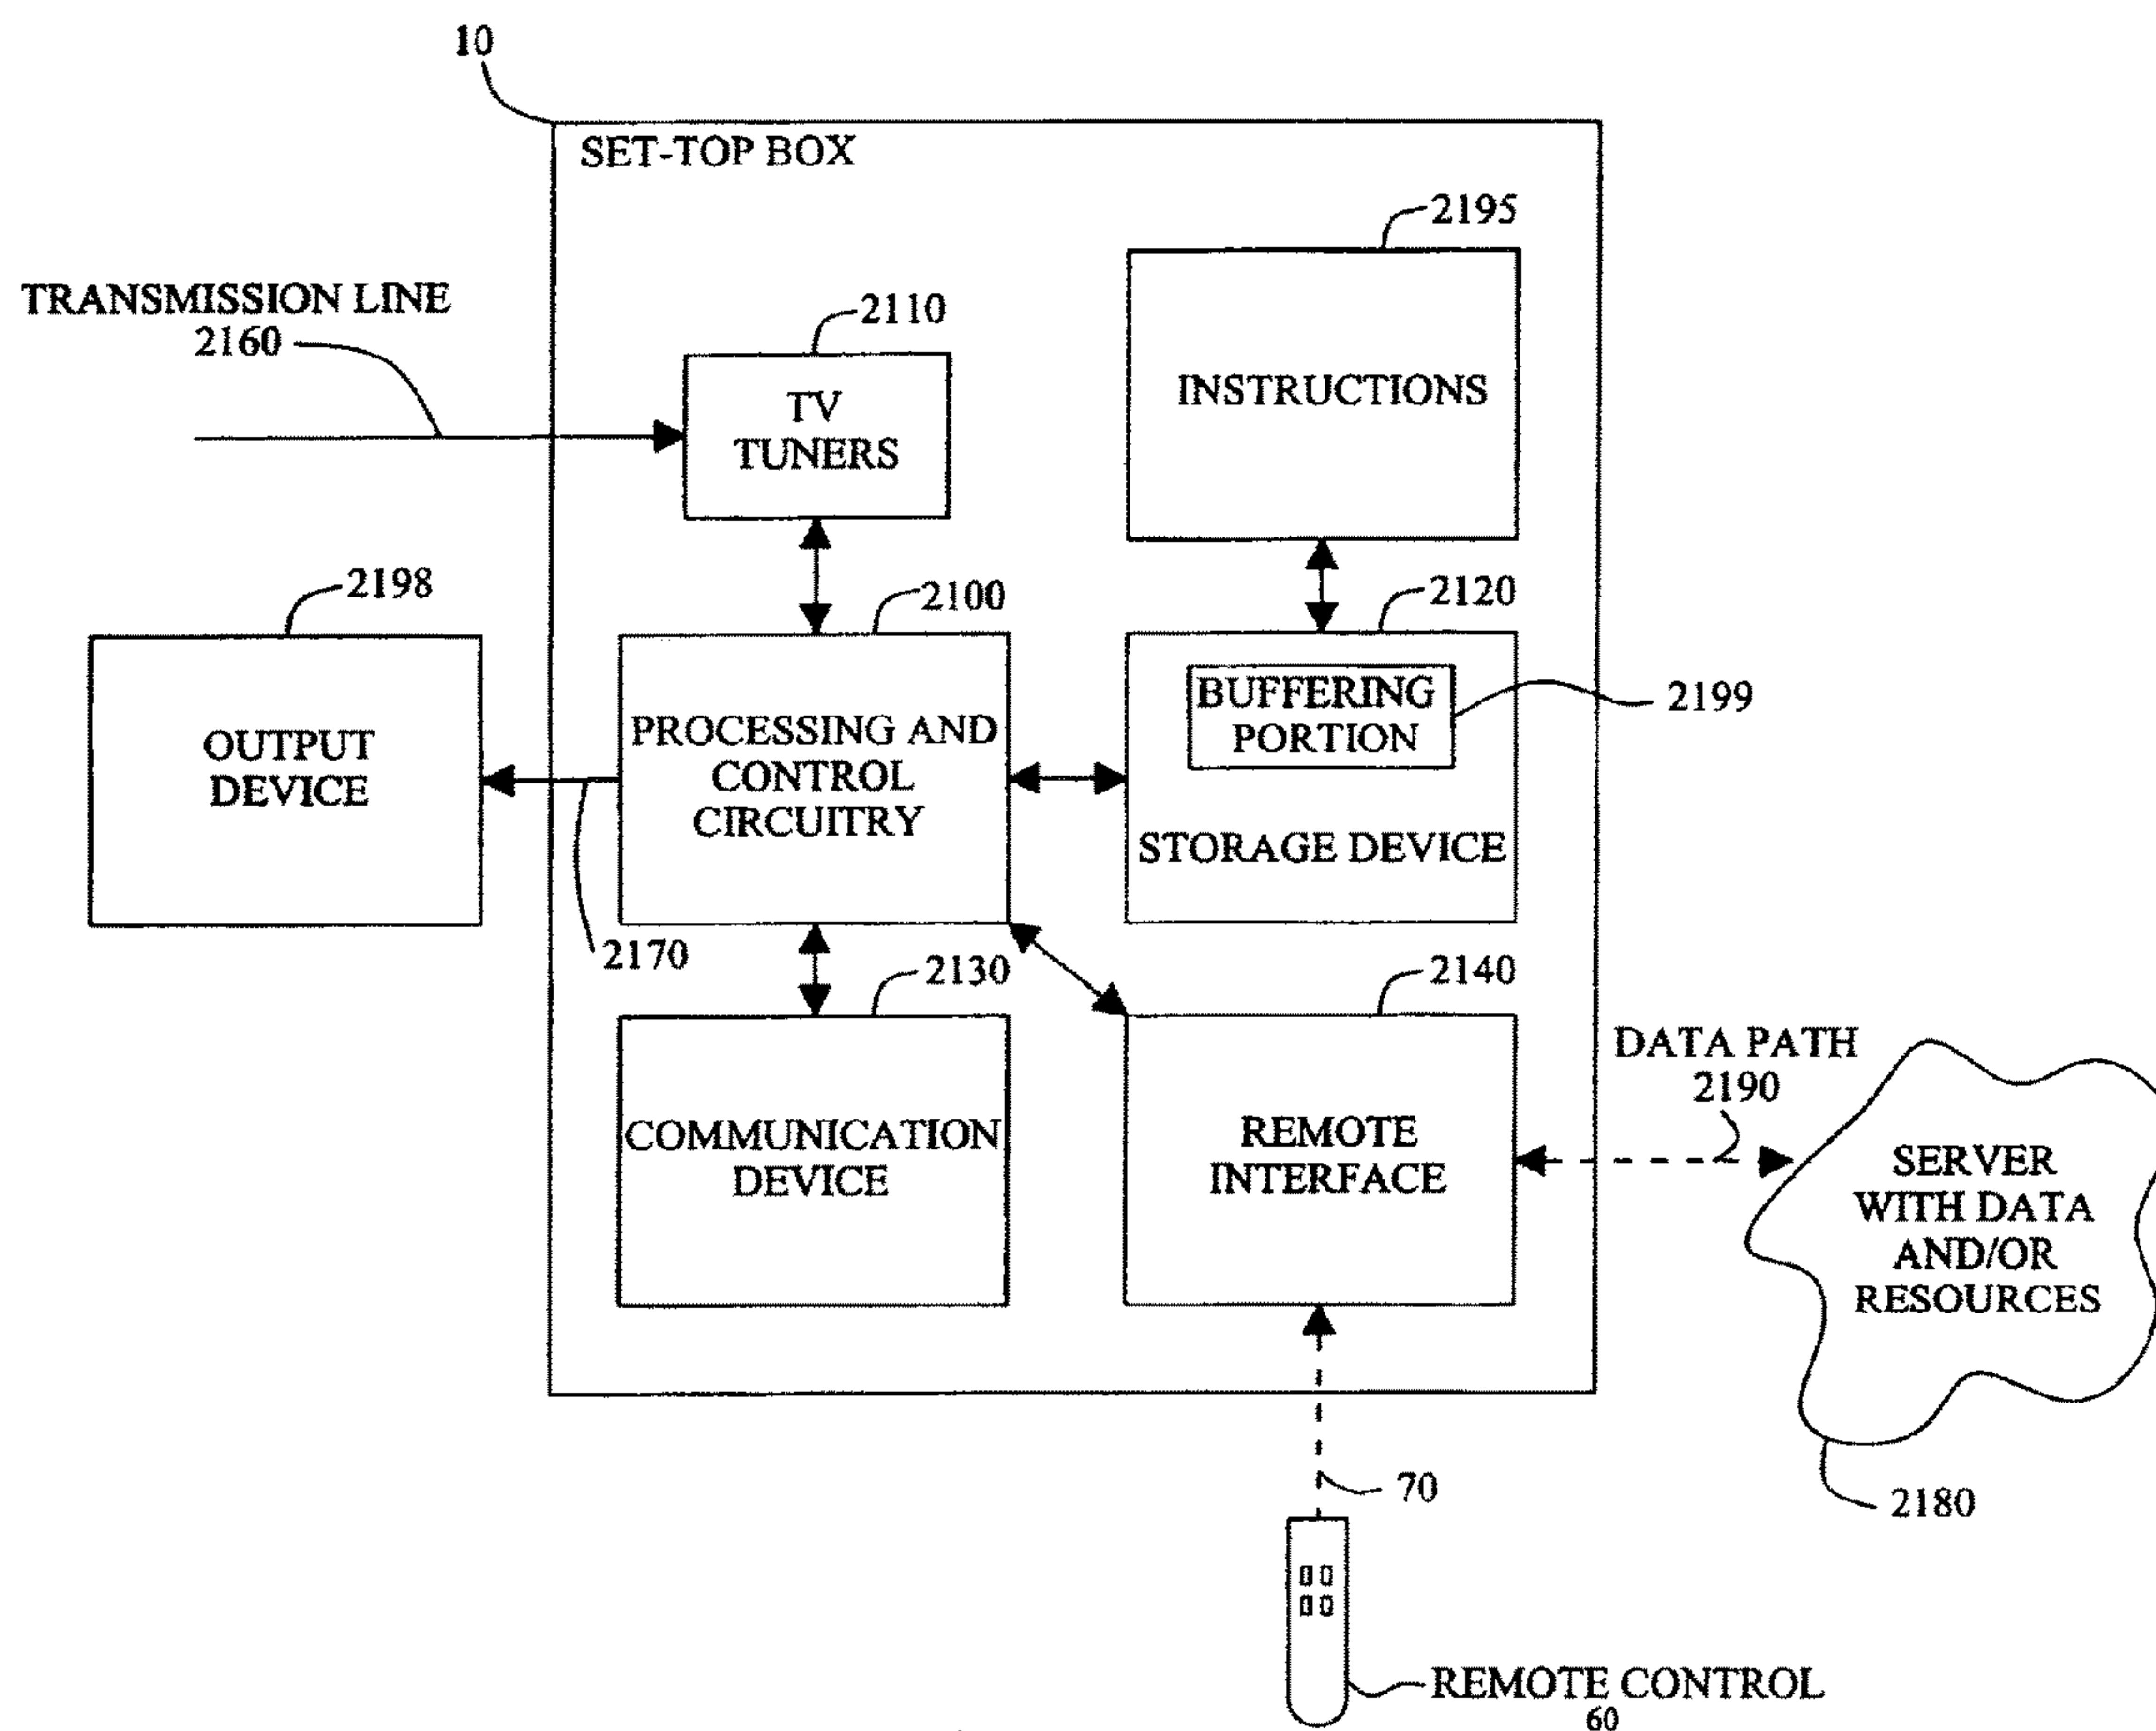 10
SET-TOP BOX
2195
TRANSMISSION LINE
2160
2110
TV
TUNERS
INSTRUCTIONS
2198
2100
2120
OUTPUT
DEVICE
PROCESSING AND
CONTROL
CIRCUITRY
BUFFERING
PORTION
2199
STORAGE DEVICE
2170
2130
2140
COMMUNICATION
DEVICE
REMOTE
INTERFACE
DATA PATH
2190
SERVER
WITH DATA
AND/OR
RESOURCES
70
2180
REMOTE CONTROL
60